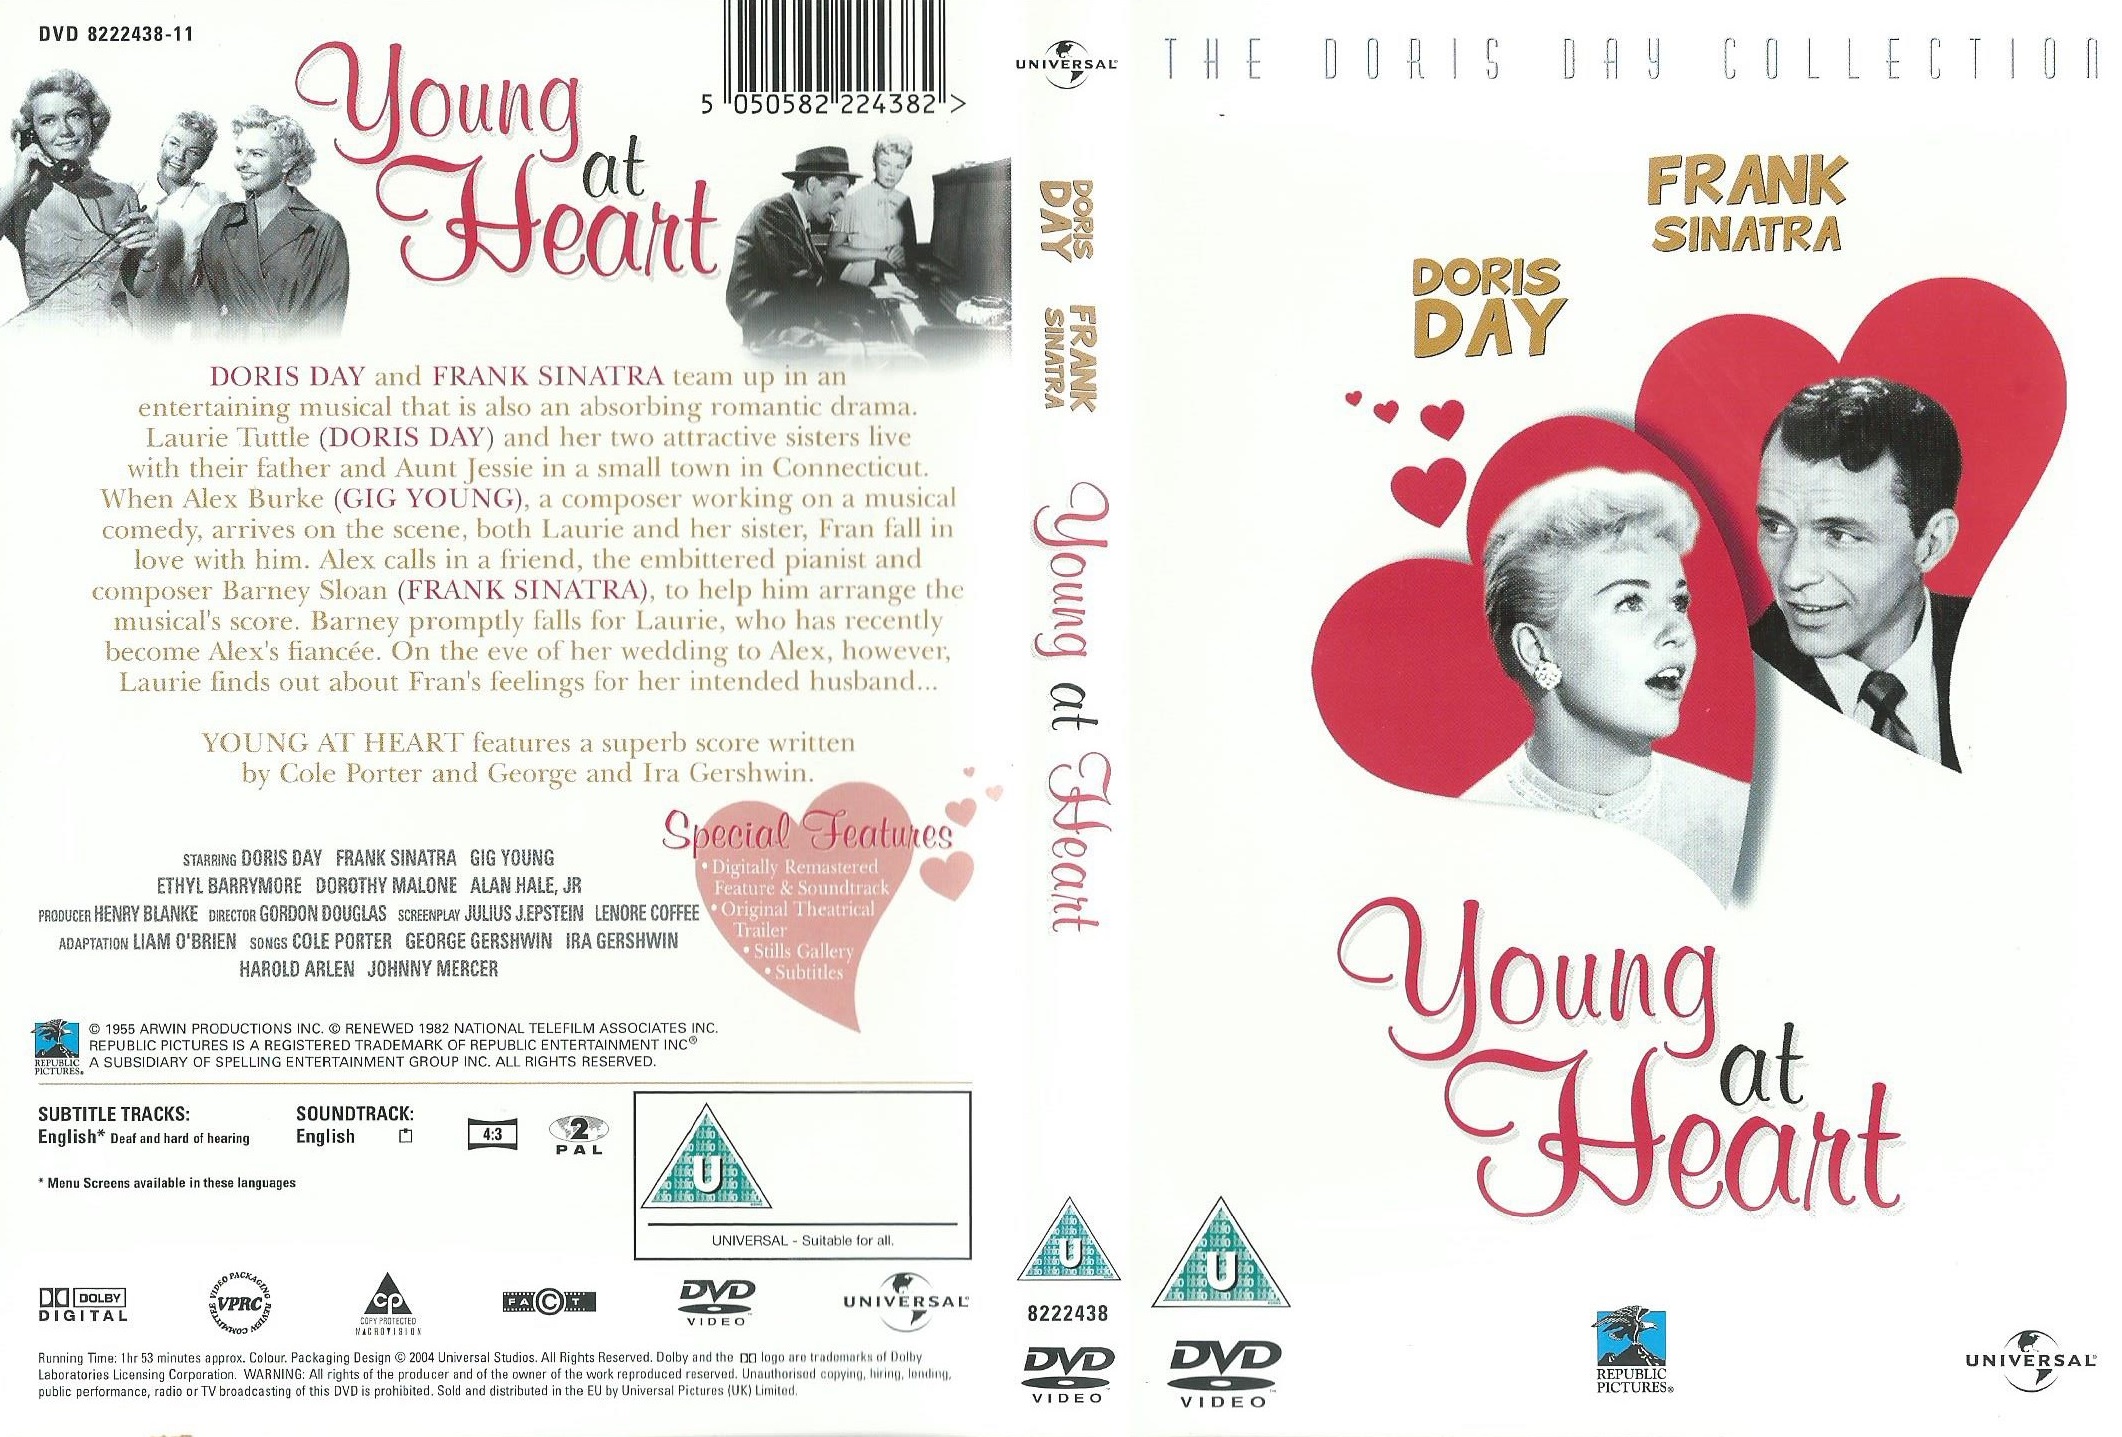 DVD 8222438-11
Young
at
Heart
5 050582 224382 >
DORIS DAY and FRANK SINATRA team up in an
entertaining musical that is also an absorbing romantic drama.
Laurie Tuttle (DORIS DAY) and her two attractive sisters live
with their father and Aunt Jessie in a small town in Connecticut.
When Alex Burke (GIG YOUNG), a composer working on a musical
comedy, arrives on the scene, both Laurie and her sister, Fran fall in
love with him. Alex calls in a friend, the embittered pianist and
composer Barney Sloan (FRANK SINATRA), to help him arrange the
musical's score. Barney promptly falls for Laurie, who has recently
become Alex's fiancée. On the eve of her wedding to Alex, however,
Laurie finds out about Fran's feelings for her intended husband...
YOUNG AT HEART features a superb score written
by Cole Porter and George and Ira Gershwin.
Special Features
• Digitally Remastered
Feature & Soundtrack
• Original Theatrical
Trailer
• Stills Gallery
• Subtitles
STARRING DORIS DAY FRANK SINATRA GIG YOUNG
ETHYL BARRYMORE DOROTHY MALONE ALAN HALE, JR
PRODUCER HENRY BLANKE DIRECTOR GORDON DOUGLAS SCREENPLAY JULIUS J.EPSTEIN LENORE COFFEE
ADAPTATION LIAM O'BRIEN SONGS COLE PORTER GEORGE GERSHWIN IRA GERSHWIN
HAROLD ARLEN JOHNNY MERCER
REPUBLIC
PICTURES®
© 1955 ARWIN PRODUCTIONS INC. © RENEWED 1982 NATIONAL TELEFILM ASSOCIATES INC.
REPUBLIC PICTURES IS A REGISTERED TRADEMARK OF REPUBLIC ENTERTAINMENT INC®
A SUBSIDIARY OF SPELLING ENTERTAINMENT GROUP INC. ALL RIGHTS RESERVED.
SUBTITLE TRACKS:
English* Deaf and hard of hearing
SOUNDTRACK:
English
4:3
2
PAL
* Menu Screens available in these languages
U
UNIVERSAL - Suitable for all.
DOLBY
DIGITAL
VIDEO PACKAGING REVIEW COMMITTEE
VPRC
CP
COPY PROTECTED
MACROVISION
FACT
DVD
VIDEO
UNIVERSAL
Running Time: 1hr 53 minutes approx. Colour. Packaging Design © 2004 Universal Studios. All Rights Reserved. Dolby and the logo are trademarks of Dolby
Laboratories Licensing Corporation. WARNING: All rights of the producer and of the owner of the work reproduced reserved. Unauthorised copying, hiring, lending,
public performance, radio or TV broadcasting of this DVD is prohibited. Sold and distributed in the EU by Universal Pictures (UK) Limited.
UNIVERSAL
DORIS
DAY
FRANK
SINATRA
Young at Heart
U
8222438
DVD
VIDEO
THE DORIS DAY COLLECTION
FRANK
SINATRA
DORIS
DAY
Young
at
Heart
U
DVD
VIDEO
REPUBLIC
PICTURES®
UNIVERSAL